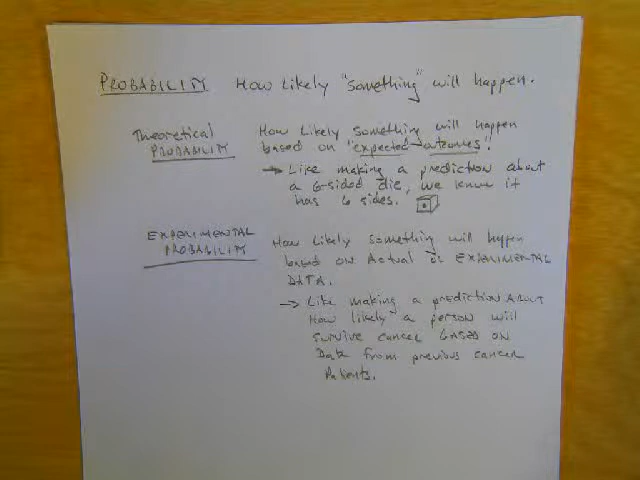 PROBABILITY How Likely "something" will happen.
Theoretical PROBABILITY
How Likely something will happen
based on "expected outcomes".
→ Like making a prediction about
a 6-sided die, we know it
has 6 sides.
EXPERIMENTAL PROBABILITY
How Likely something will happen
based on Actual or EXPERIMENTAL
DATA.
→ Like making a prediction ABOUT
How likely a person will
survive cancer BASED ON
Data from previous cancer
Patients.